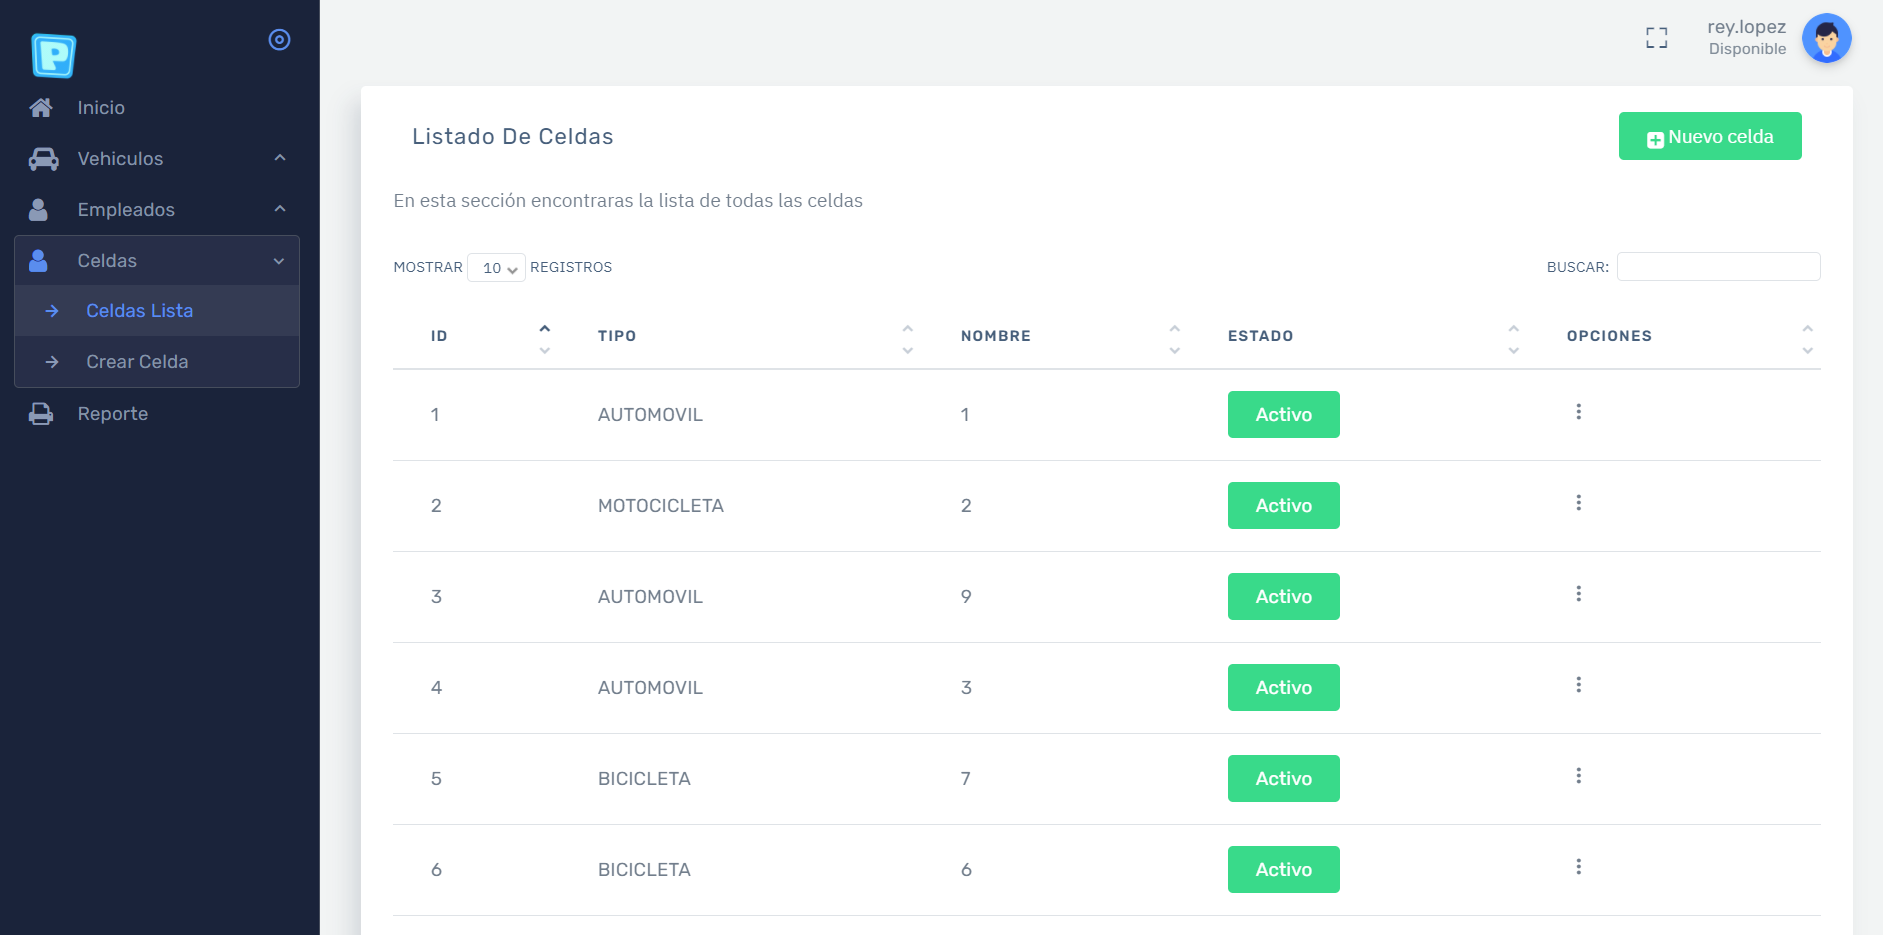 P
Inicio
Vehiculos
Empleados
Celdas
Celdas Lista
Crear Celda
Reporte
rey.lopez
Disponible
Listado De Celdas
Nuevo celda
En esta sección encontraras la lista de todas las celdas
MOSTRAR 10 REGISTROS
BUSCAR:
ID TIPO NOMBRE ESTADO OPCIONES
1 AUTOMOVIL 1 Activo
2 MOTOCICLETA 2 Activo
3 AUTOMOVIL 9 Activo
4 AUTOMOVIL 3 Activo
5 BICICLETA 7 Activo
6 BICICLETA 6 Activo